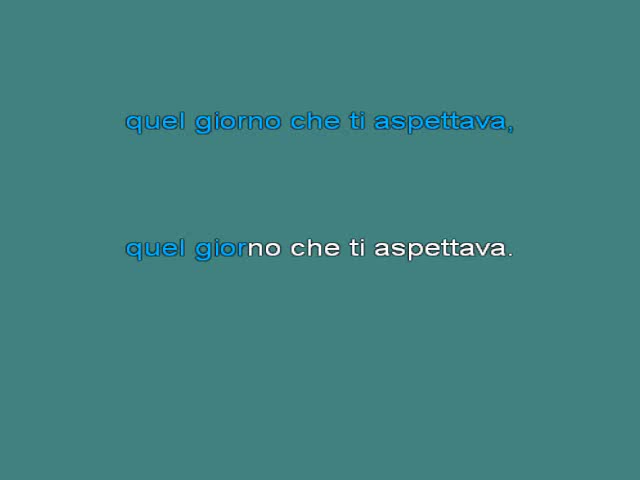 quel giorno che ti aspettava,
quel giorno che ti aspettava.